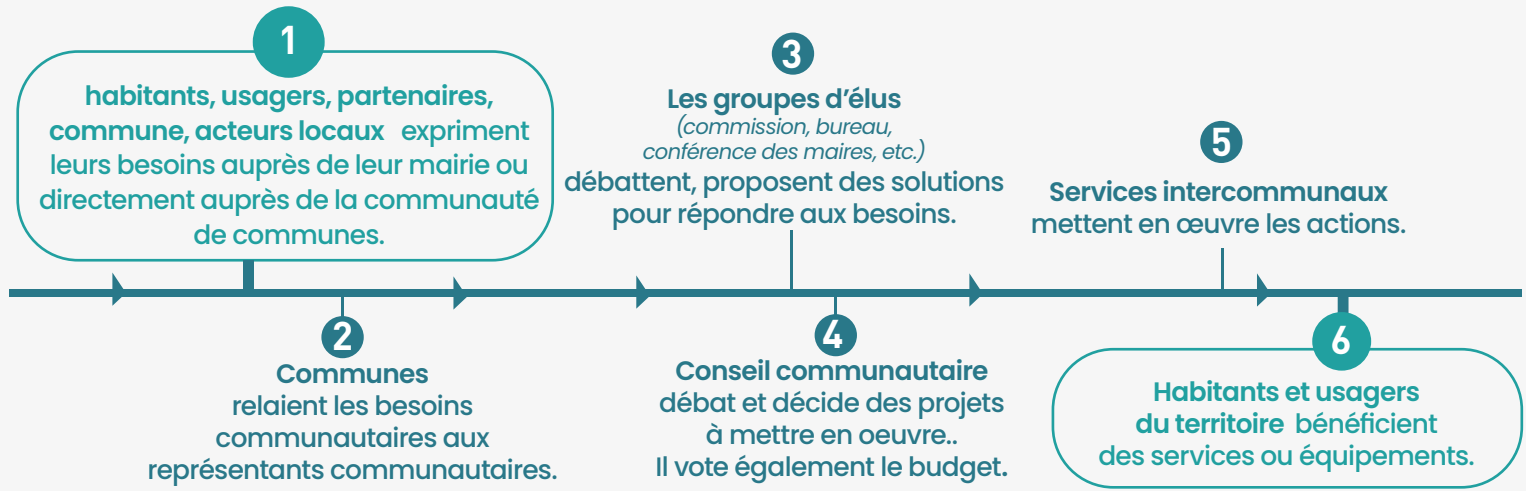 1
habitants, usagers, partenaires,
commune, acteurs locaux expriment
leurs besoins auprès de leur mairie ou
directement auprès de la communauté
de communes.
2
Communes
relaient les besoins
communautaires aux
représentants communautaires.
3
Les groupes d'élus
(commission, bureau,
conférence des maires, etc.)
débattent, proposent des solutions
pour répondre aux besoins.
4
Conseil communautaire
débat et décide des projets
à mettre en oeuvre..
Il vote également le budget.
5
Services intercommunaux
mettent en œuvre les actions.
6
Habitants et usagers
du territoire bénéficient
des services ou équipements.